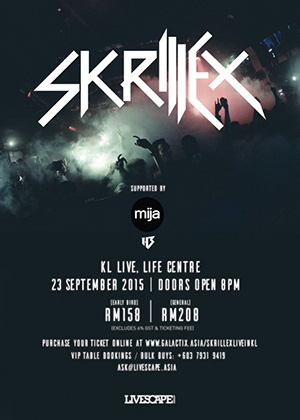 SKRILLEX
SUPPORTED BY
mija
KL LIVE, LIFE CENTRE
23 SEPTEMBER 2015 | DOORS OPEN 8PM
(EARLY BIRD) (GENERAL)
RM158 | RM208
(EXCLUDES 6% GST & TICKETING FEE)
PURCHASE YOUR TICKET ONLINE AT WWW.GALACTIX.ASIA/SKRILLEXLIVEINKL
VIP TABLE BOOKINGS / BULK BUYS: +603 7931 9419
ASK@LIVESCAPE.ASIA
LIVESCAPE